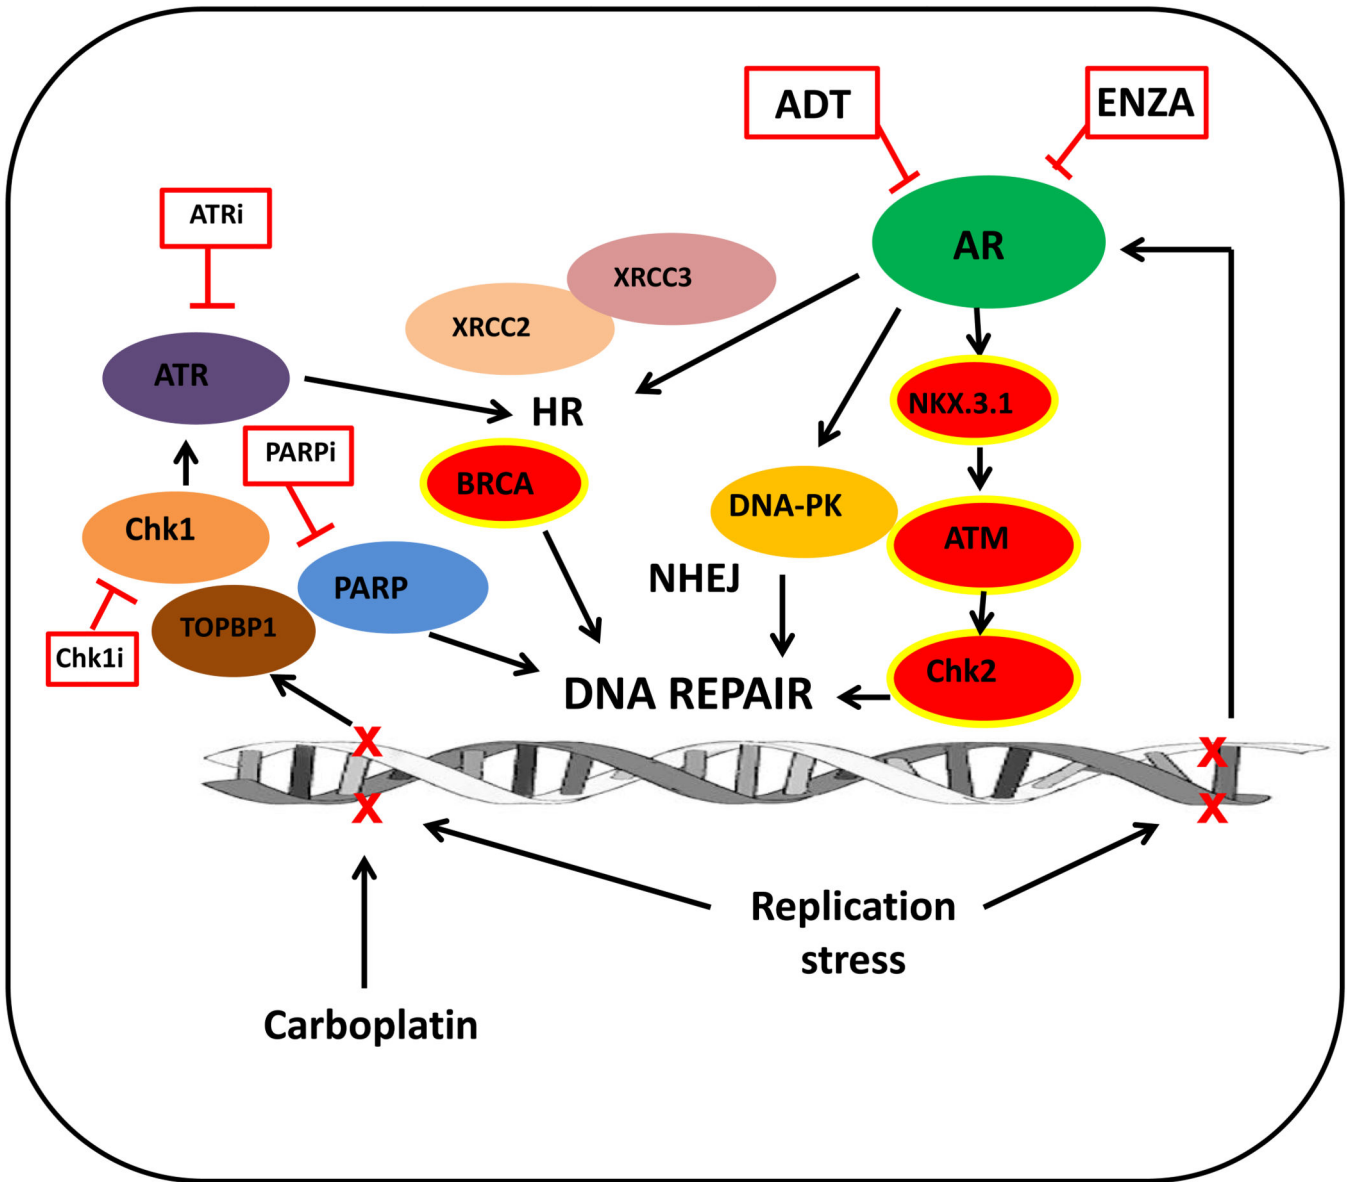 ADT
ENZA
ATRi
AR
XRCC3
XRCC2
ATR
HR
NKX.3.1
PARPi
BRCA
DNA-PK
Chk1
ATM
NHEJ
PARP
TOPBP1
Chk1i
Chk2
DNA REPAIR
X
X
X
X
Replication
stress
Carboplatin